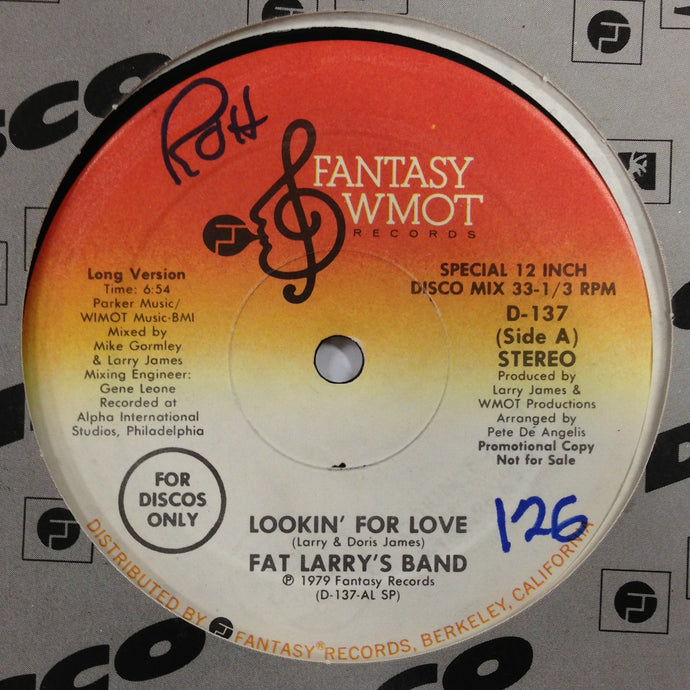 DISCO
ROH
FANTASY
WMOT
RECORDS
Long Version
Time: 6:54
Parker Music/
WIMOT Music-BMI
Mixed by
Mike Gormley
& Larry James
Mixing Engineer:
Gene Leone
Recorded at
Alpha International
Studios, Philadelphia
SPECIAL 12 INCH
DISCO MIX 33-1/3 RPM
D-137
(Side A)
STEREO
Produced by
Larry James &
WMOT Productions
Arranged by
Pete De Angelis
Promotional Copy
Not for Sale
FOR
DISCOS
ONLY
126
LOOKIN' FOR LOVE
(Larry & Doris James)
FAT LARRY'S BAND
℗ 1979 Fantasy Records
(D-137-AL SP)
DISTRIBUTED BY FANTASY® RECORDS, BERKELEY, CALIFORNIA
DISCO